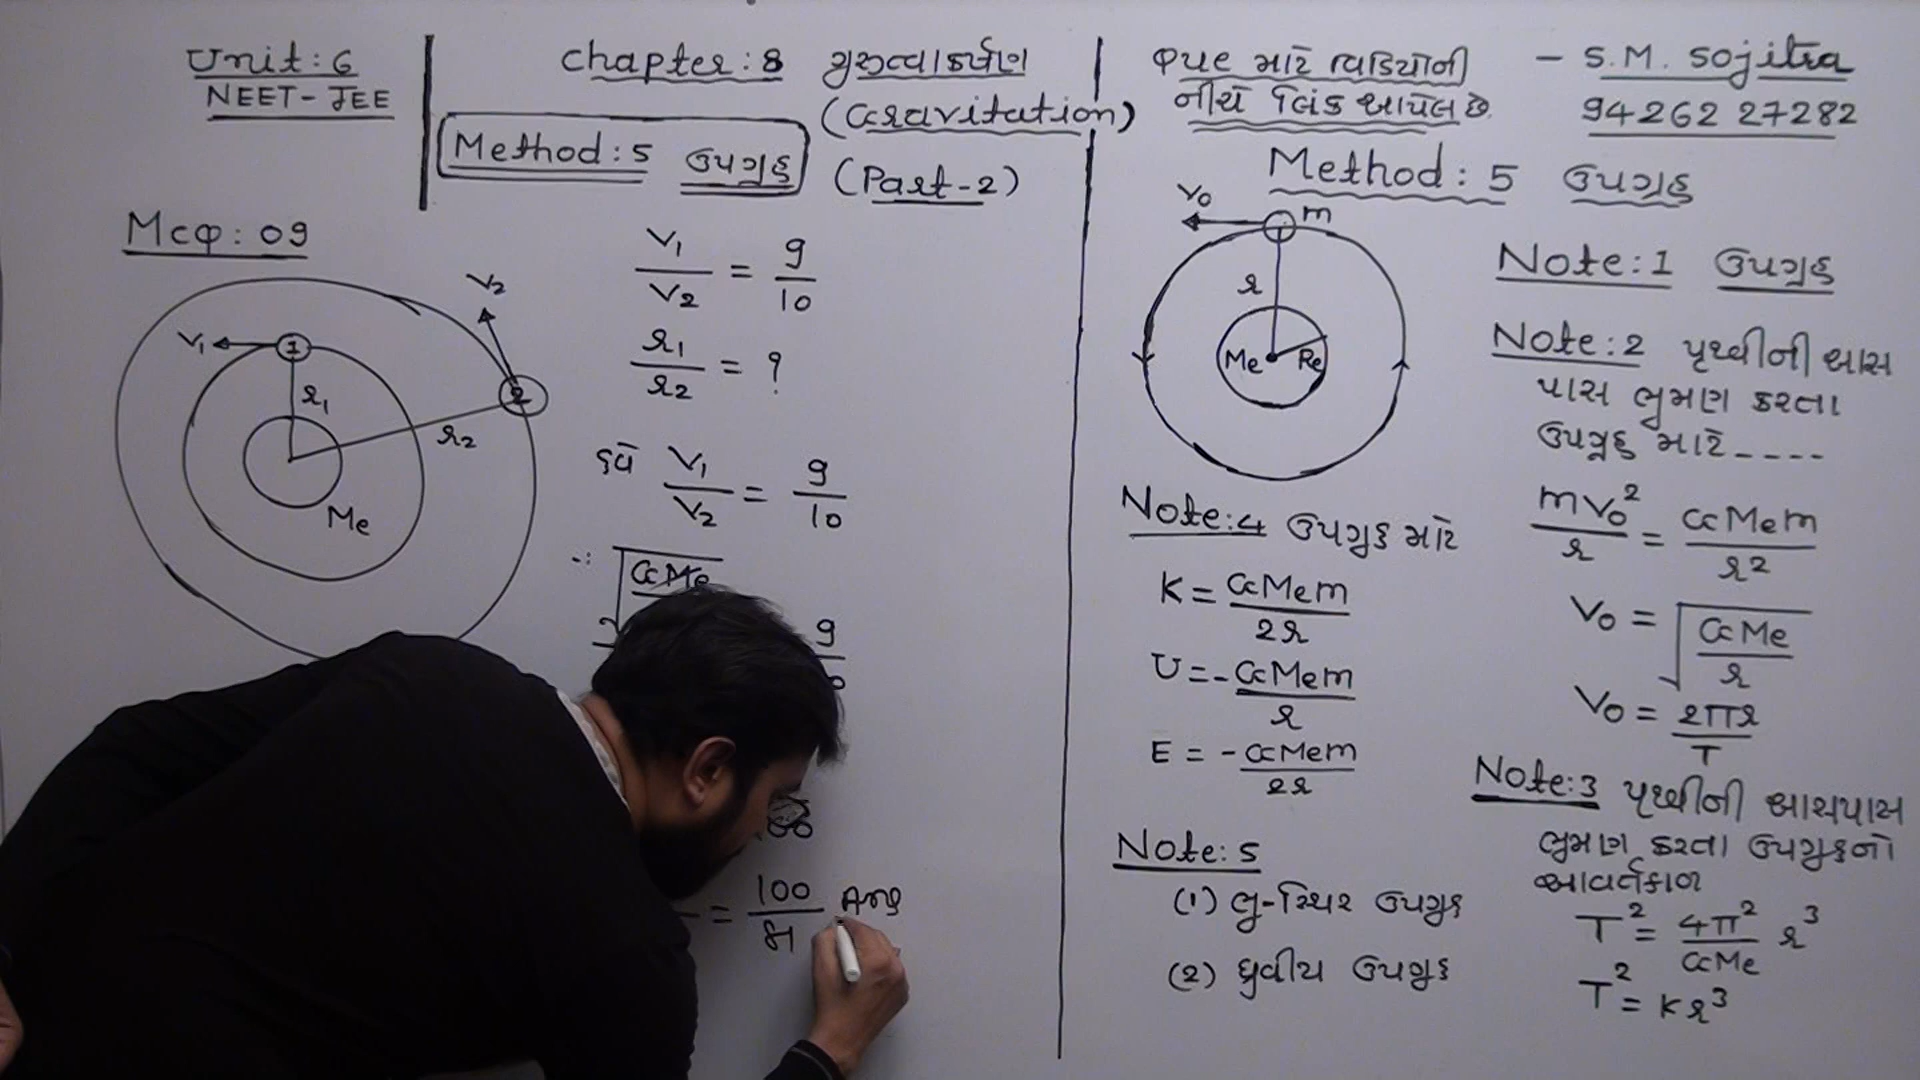 Unit: 6
NEET- JEE
chapter: 8 ગુરુત્વાકર્ષણ
(Gravitation)
Method: 5 ઉપગ્રહ
(Part-2)
માટે વિડિયોની
નીચે લિંક આપેલ છે.
- S.M. Sojitra
94262 27282
MCQ: 09
V1
V2
1
2
r1
r2
Me
V1/V2 = 9/10
r1/r2 = ?
હવે V1/V2 = 9/10
∴ √GMe
9
= 100/81 Ans
Method: 5 ઉપગ્રહ
V0
m
r
Me
Re
Note: 1 ઉપગ્રહ
Note: 2 પૃથ્વીની આસ
પાસ ભ્રમણ કરતા
ઉપગ્રહ માટે ----
mV0²/r = GMem/r²
V0 = √GMe/r
V0 = 2πr/T
Note:3 પૃથ્વીની આસપાસ
ભ્રમણ કરતા ઉપગ્રહનો
આવર્તકાળ
T² = 4π²/GMe r³
T² = Kr³
Note:4 ઉપગ્રહ માટે
K = GMem/2r
U = -GMem/r
E = -GMem/2r
Note: 5
(1) ભૂ-સ્થિર ઉપગ્રહ
(2) ધ્રુવીય ઉપગ્રહ